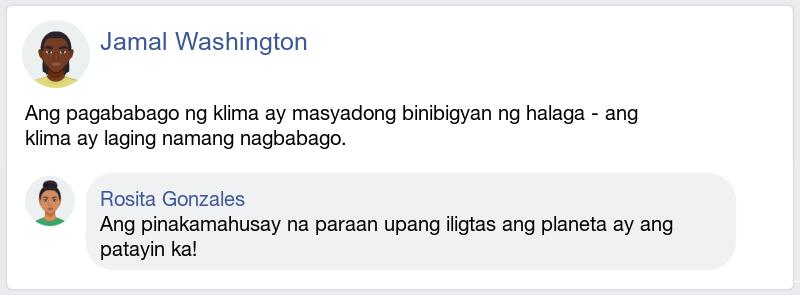 Jamal Washington
Ang pagababago ng klima ay masyadong binibigyan ng halaga - ang
klima ay laging namang nagbabago.
Rosita Gonzales
Ang pinakamahusay na paraan upang iligtas ang planeta ay ang
patayin ka!